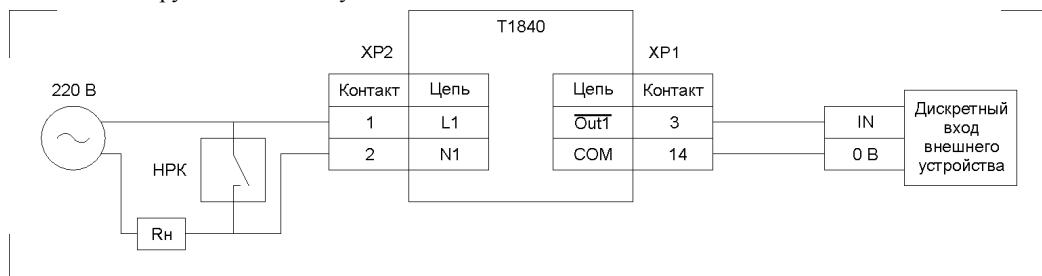 T1840
XP2
XP1
220 В
Контакт Цепь
1 L1
2 N1
Цепь Контакт
Out1 3
COM 14
IN
0 В
Дискретный
вход
внешнего
устройства
НРК
Rн